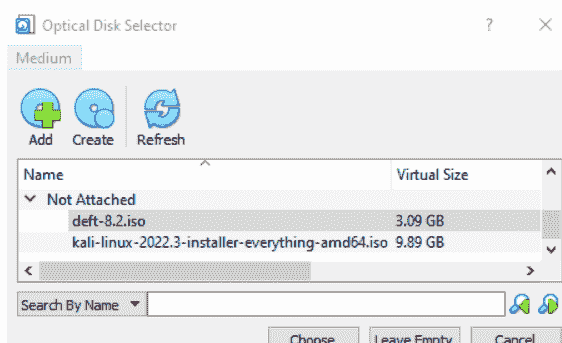 Optical Disk Selector ? ×
Medium
Add Create Refresh
Name Virtual Size
Not Attached
deft-8.2.iso 3.09 GB
kali-linux-2022.3-installer-everything-amd64.iso 9.89 GB
Search By Name
Choose Leave Empty Cancel